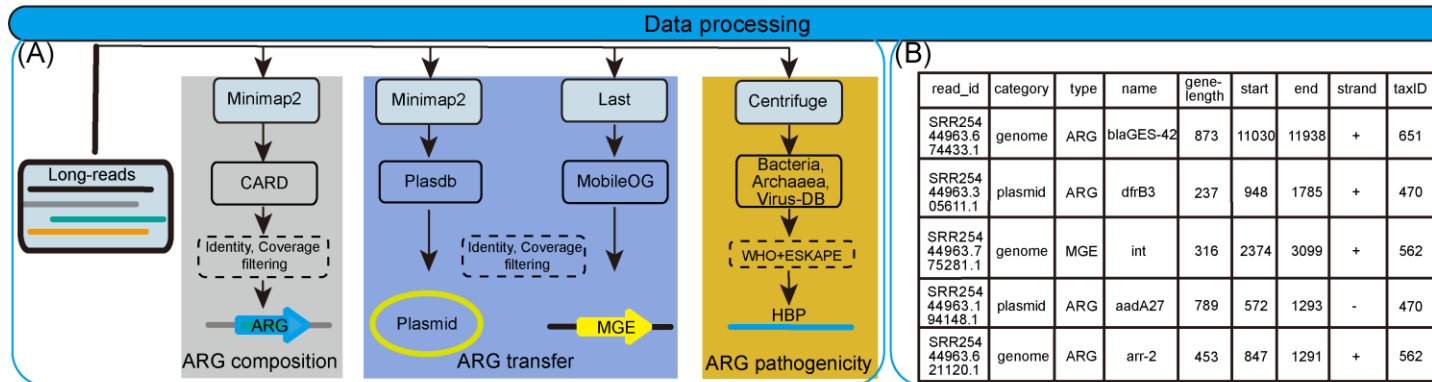 Data processing
(A)
Long-reads
Minimap2
CARD
Identity, Coverage
filtering
ARG
ARG composition
Minimap2
Last
Plasdb
MobileOG
Identity, Coverage
filtering
Plasmid
MGE
ARG transfer
Centrifuge
Bacteria,
Archaaea,
Virus-DB
WHO+ESKAPE
HBP
ARG pathogenicity
(B)
read_id category type name gene-
length start end strand taxID
SRR254
44963.6
74433.1 genome ARG blaGES-42 873 11030 11938 + 651
SRR254
44963.3
05611.1 plasmid ARG dfrB3 237 948 1785 + 470
SRR254
44963.7
75281.1 genome MGE int 316 2374 3099 + 562
SRR254
44963.1
94148.1 plasmid ARG aadA27 789 572 1293 - 470
SRR254
44963.6
21120.1 genome ARG arr-2 453 847 1291 + 562